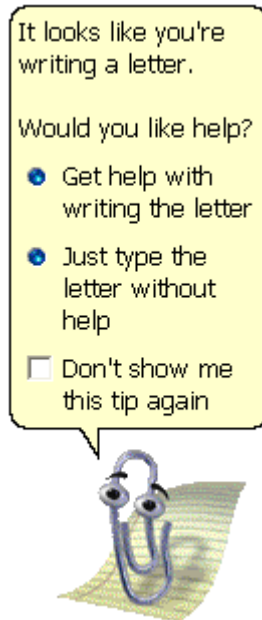 It looks like you're
writing a letter.
Would you like help?
Get help with
writing the letter
Just type the
letter without
help
Don't show me
this tip again